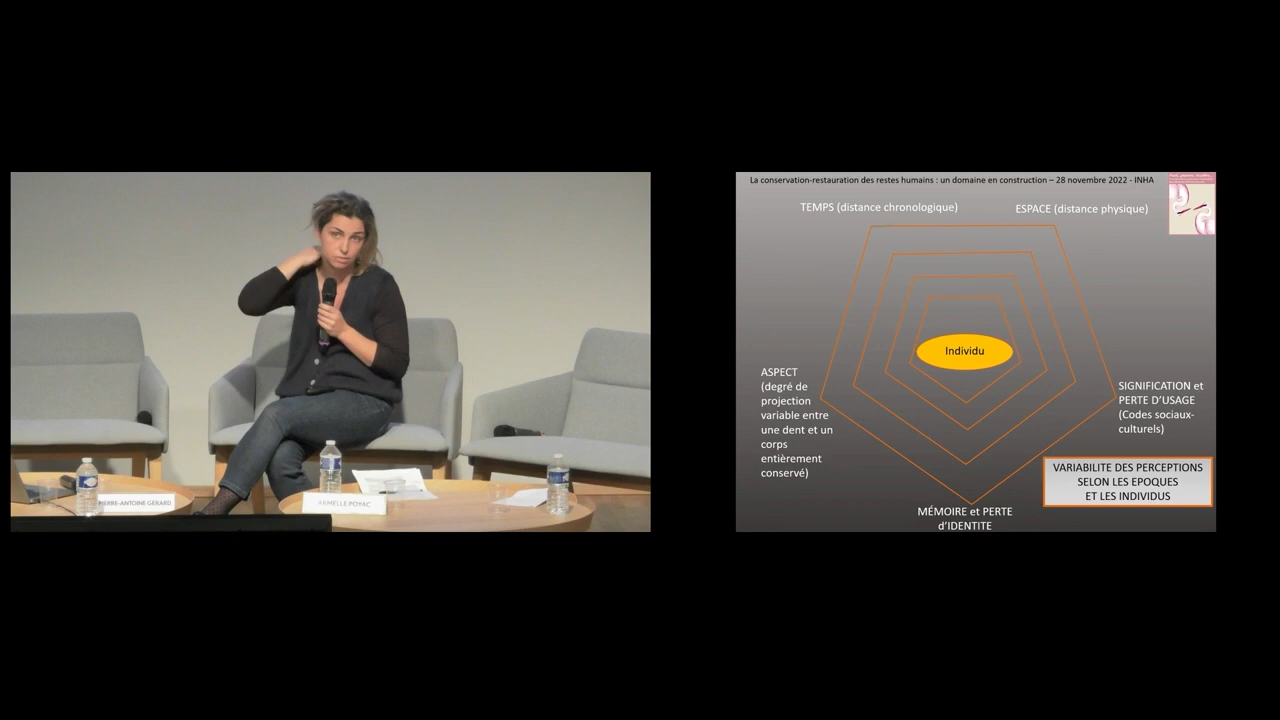 PIERRE-ANTOINE GÉRARD
ARMELLE POYAC
La conservation-restauration des restes humains : un domaine en construction – 28 novembre 2022 - INHA
TEMPS (distance chronologique)
ESPACE (distance physique)
Individu
ASPECT
(degré de
projection
variable entre
une dent et un
corps
entièrement
conservé)
SIGNIFICATION et
PERTE D'USAGE
(Codes sociaux-
culturels)
VARIABILITE DES PERCEPTIONS
SELON LES EPOQUES
ET LES INDIVIDUS
MÉMOIRE et PERTE
d'IDENTITE